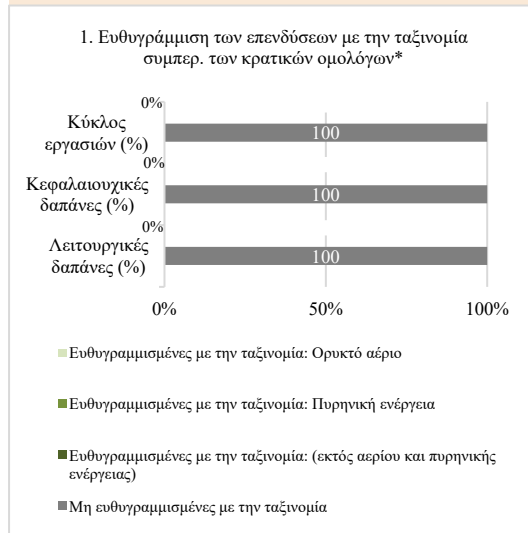 1. Ευθυγράμμιση των επενδύσεων με την ταξινομία
συμπερ. των κρατικών ομολόγων*
0%
Κύκλος
εργασιών (%)
100
0%
Κεφαλαιουχικές
δαπάνες (%)
100
0%
Λειτουργικές
δαπάνες (%)
100
0% 50% 100%
Ευθυγραμμισμένες με την ταξινομία: Ορυκτό αέριο
Ευθυγραμμισμένες με την ταξινομία: Πυρηνική ενέργεια
Ευθυγραμμισμένες με την ταξινομία: (εκτός αερίου και πυρηνικής
ενέργειας)
Μη ευθυγραμμισμένες με την ταξινομία